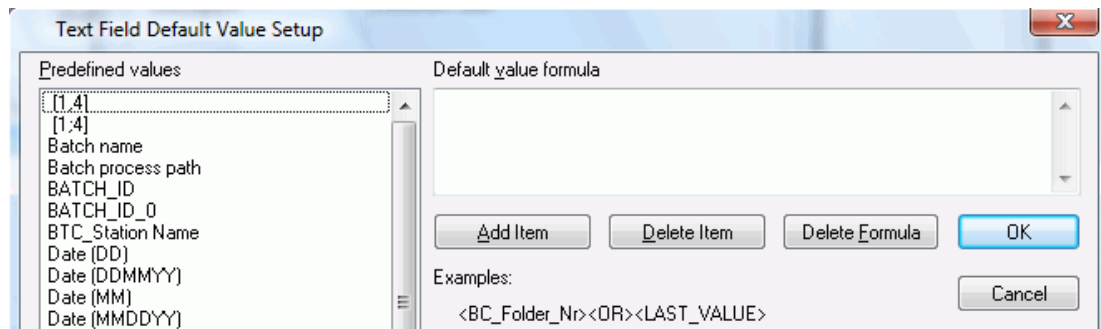 Text Field Default Value Setup
Predefined values
[1,4]
[1;4]
Batch name
Batch process path
BATCH_ID
BATCH_ID_0
BTC_Station Name
Date (DD)
Date (DDMMYY)
Date (MM)
Date (MMDDYY)
Default value formula
Add Item
Delete Item
Delete Formula
OK
Examples:
Cancel
<BC_Folder_Nr><OR><LAST_VALUE>